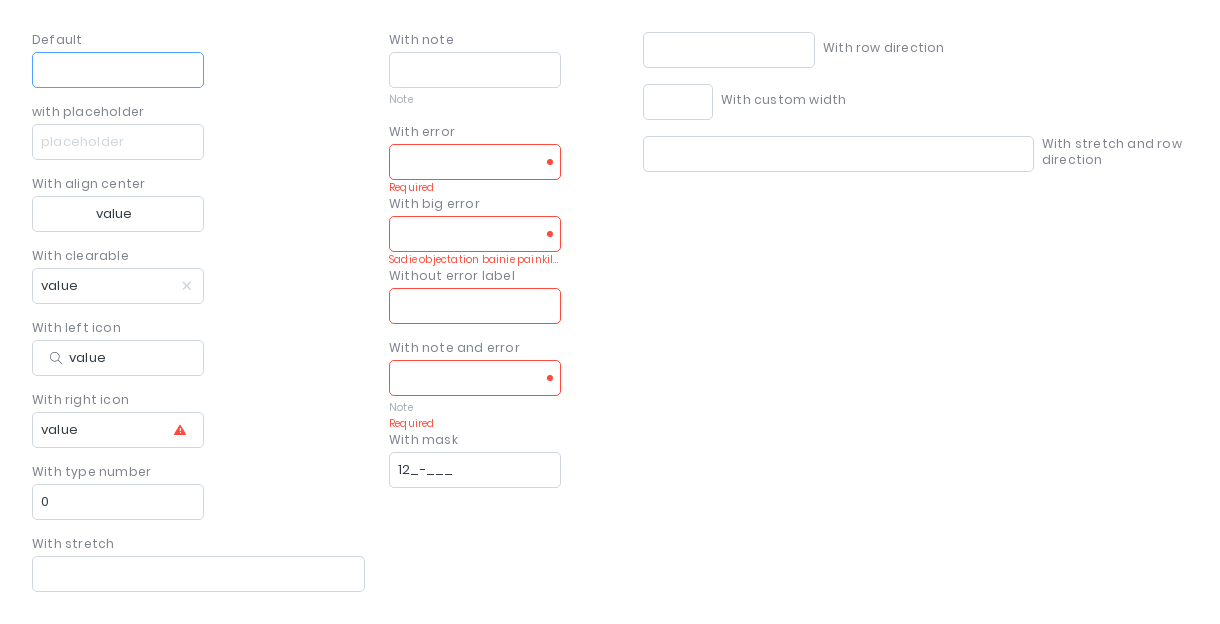 Default
with placeholder
placeholder
With align center
value
With clearable
value
With left icon
value
With right icon
value
With type number
0
With stretch
With note
Note
With error
Required
With big error
Sadie objectation bainie painkil...
Without error label
With note and error
Note
Required
With mask
12_-___
With row direction
With custom width
With stretch and row
direction